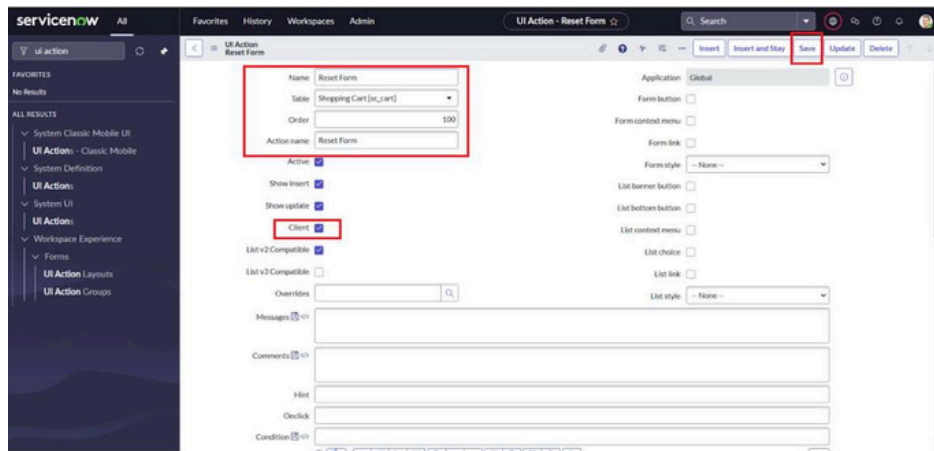 servicenow All Favorites History Workspaces Admin UI Action - Reset Form Search
ui action
UI Action
Reset Form
Insert Insert and Stay Save Update Delete
FAVORITES
No Results
ALL RESULTS
System Classic Mobile UI
UI Actions - Classic Mobile
System Definition
UI Actions
System UI
UI Actions
Workspace Experience
Forms
UI Action Layouts
UI Action Groups
Name Reset Form
Table Shopping Cart [sc_cart]
Order 100
Action name Reset Form
Active
Show insert
Show update
Client
List v2 Compatible
List v3 Compatible
Overrides
Application Global
Form button
Form context menu
Form link
Form style -- None --
List banner button
List bottom button
List context menu
List choice
List link
List style -- None --
Messages
Comments
Hint
Onclick
Condition